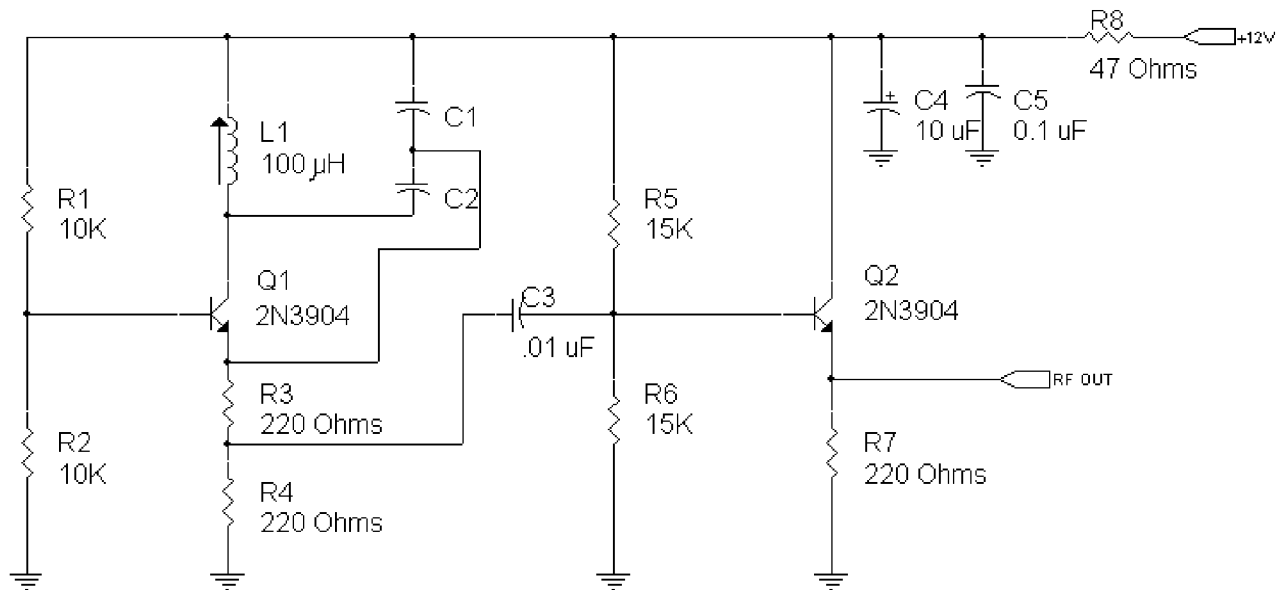 R8
+12V
47 Ohms
C1
C4
10 uF
C5
0.1 uF
L1
100 µH
C2
R1
10K
R5
15K
Q1
2N3904
C3
.01 uF
Q2
2N3904
RF OUT
R3
220 Ohms
R6
15K
R2
10K
R7
220 Ohms
R4
220 Ohms
+